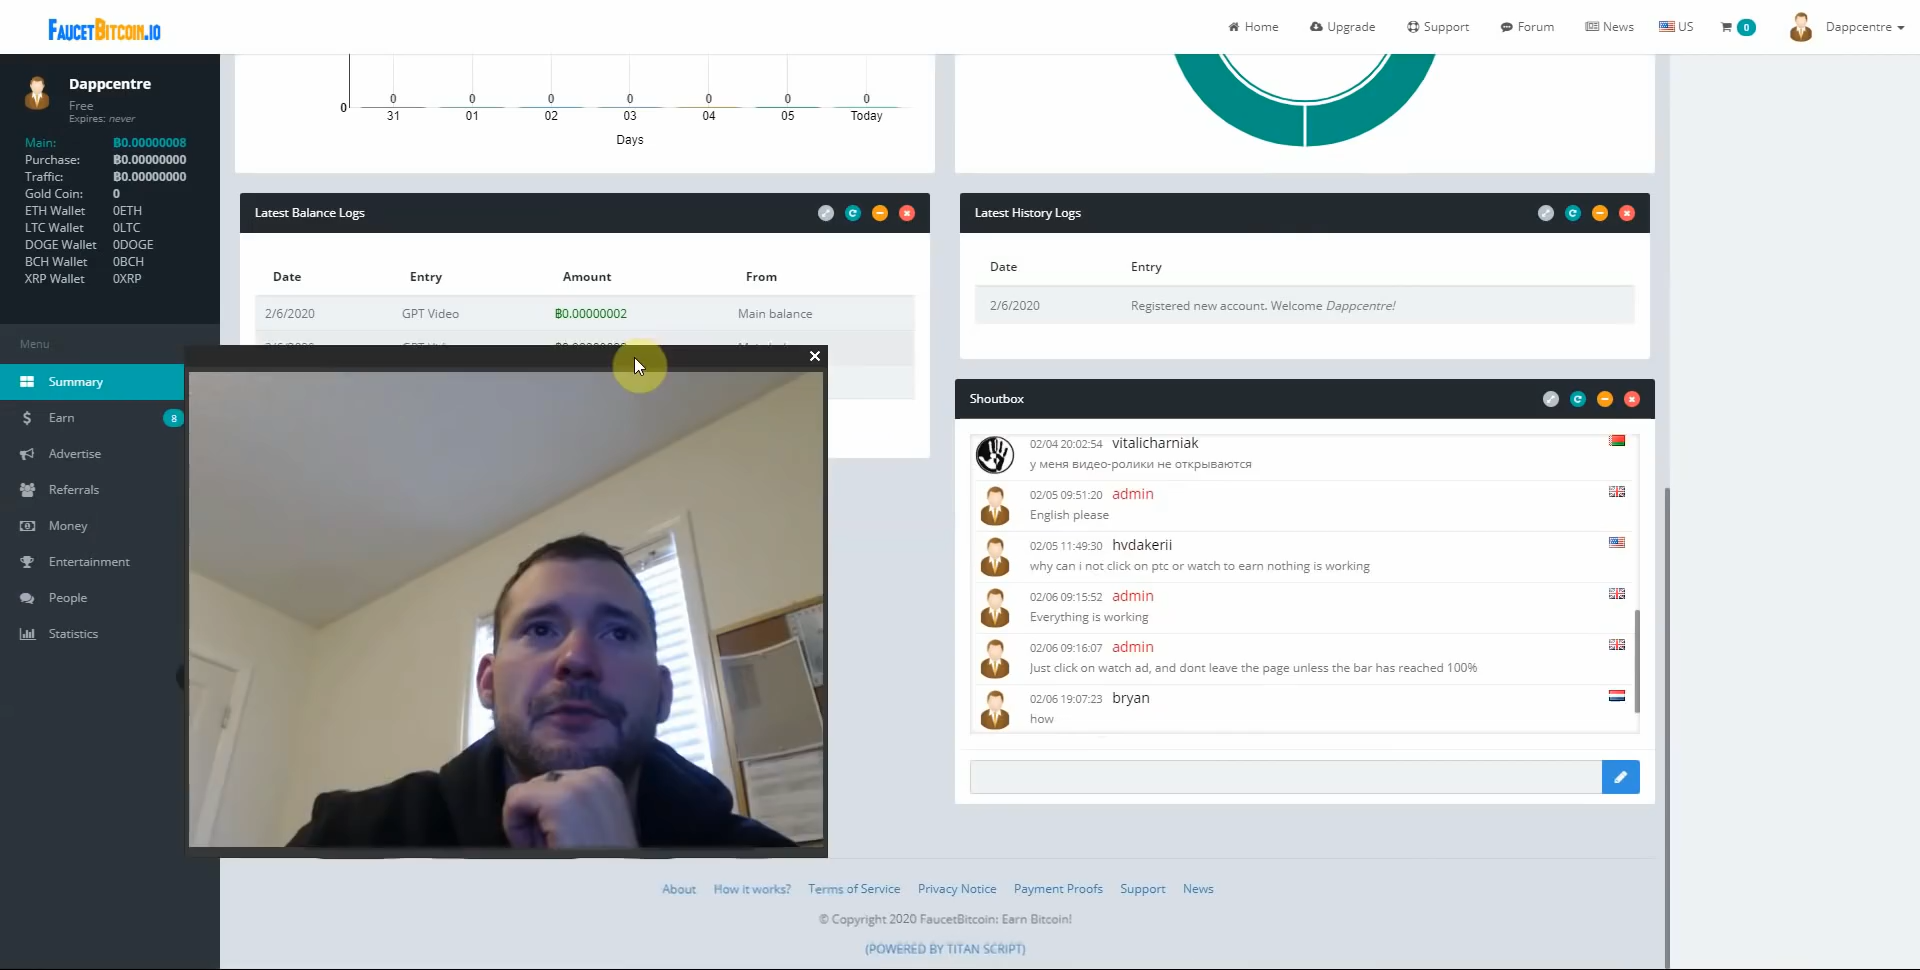 FAUCETBITCOIN.IO
Home
Upgrade
Support
Forum
News
US
0
Dappcentre
Dappcentre
Free
Expires: never
Main: ฿0.00000008
Purchase: ฿0.00000000
Traffic: ฿0.00000000
Gold Coin: 0
ETH Wallet 0ETH
LTC Wallet 0LTC
DOGE Wallet 0DOGE
BCH Wallet 0BCH
XRP Wallet 0XRP
Menu
Summary
Earn 8
Advertise
Referrals
Money
Entertainment
People
Statistics
0 0 0 0 0 0 0
0
31 01 02 03 04 05 Today
Days
Latest Balance Logs
Date Entry Amount From
2/6/2020 GPT Video ฿0.00000002 Main balance
Latest History Logs
Date Entry
2/6/2020 Registered new account. Welcome Dappcentre!
Shoutbox
02/04 20:02:54 vitalicharniak
у меня видео-ролики не открываются
02/05 09:51:20 admin
English please
02/05 11:49:30 hvdakerii
why can i not click on ptc or watch to earn nothing is working
02/06 09:15:52 admin
Everything is working
02/06 09:16:07 admin
Just click on watch ad, and dont leave the page unless the bar has reached 100%
02/06 19:07:23 bryan
how
About How it works? Terms of Service Privacy Notice Payment Proofs Support News
© Copyright 2020 FaucetBitcoin: Earn Bitcoin!
(POWERED BY TITAN SCRIPT)